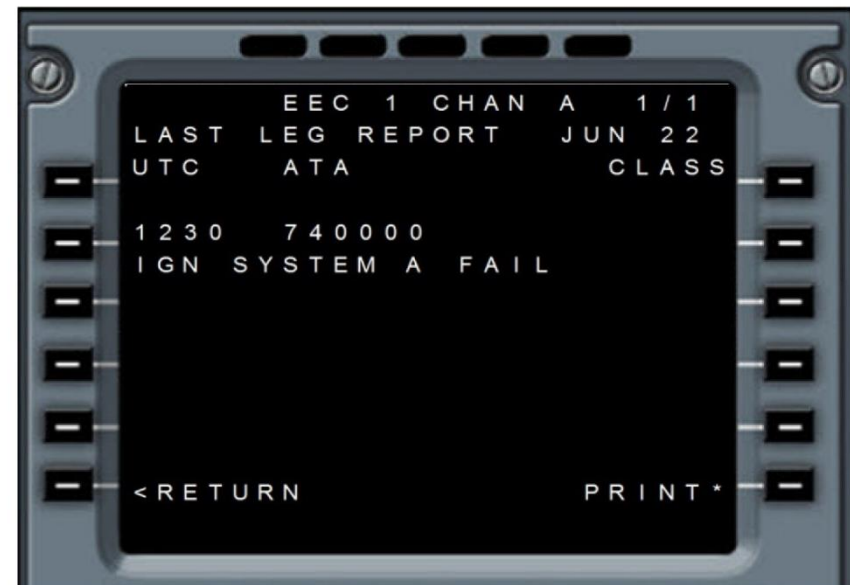 EEC 1 CHAN A 1/1
LAST LEG REPORT JUN 22
UTC ATA CLASS
1230 740000
IGN SYSTEM A FAIL
<RETURN PRINT*